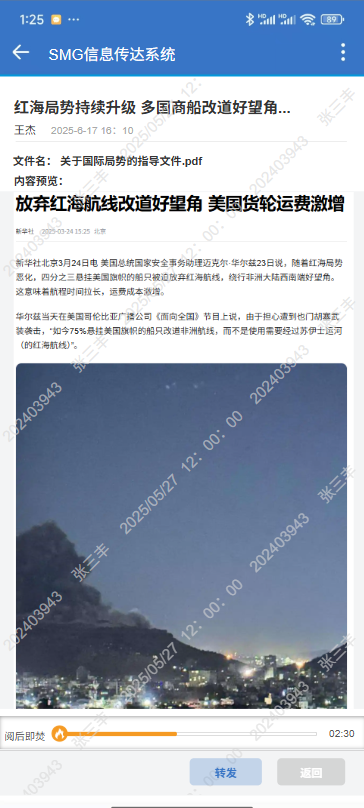 1:25
HD
HD
89
SMG信息传达系统
红海局势持续升级 多国商船改道好望角...
王杰 2025-6-17 16：10
文件名： 关于国际局势的指导文件.pdf
内容预览：
放弃红海航线改道好望角 美国货轮运费激增
新华社 2025-03-24 15:25 北京
新华社北京3月24日电 美国总统国家安全事务助理迈克尔·华尔兹23日说，随着红海局势
恶化，四分之三悬挂美国旗帜的船只被迫放弃红海航线，绕行非洲大陆西南端好望角。
这意味着航程时间拉长，运费成本激增。
华尔兹当天在美国哥伦比亚广播公司《面向全国》节目上说，由于担心遭到也门胡塞武
装袭击，“如今75%悬挂美国旗帜的船只改道非洲航线，而不是使用需要经过苏伊士运河
（的红海航线）”。
张三丰
202403943
2025/05/27 12：00：00
阅后即焚
02:30
转发
返回